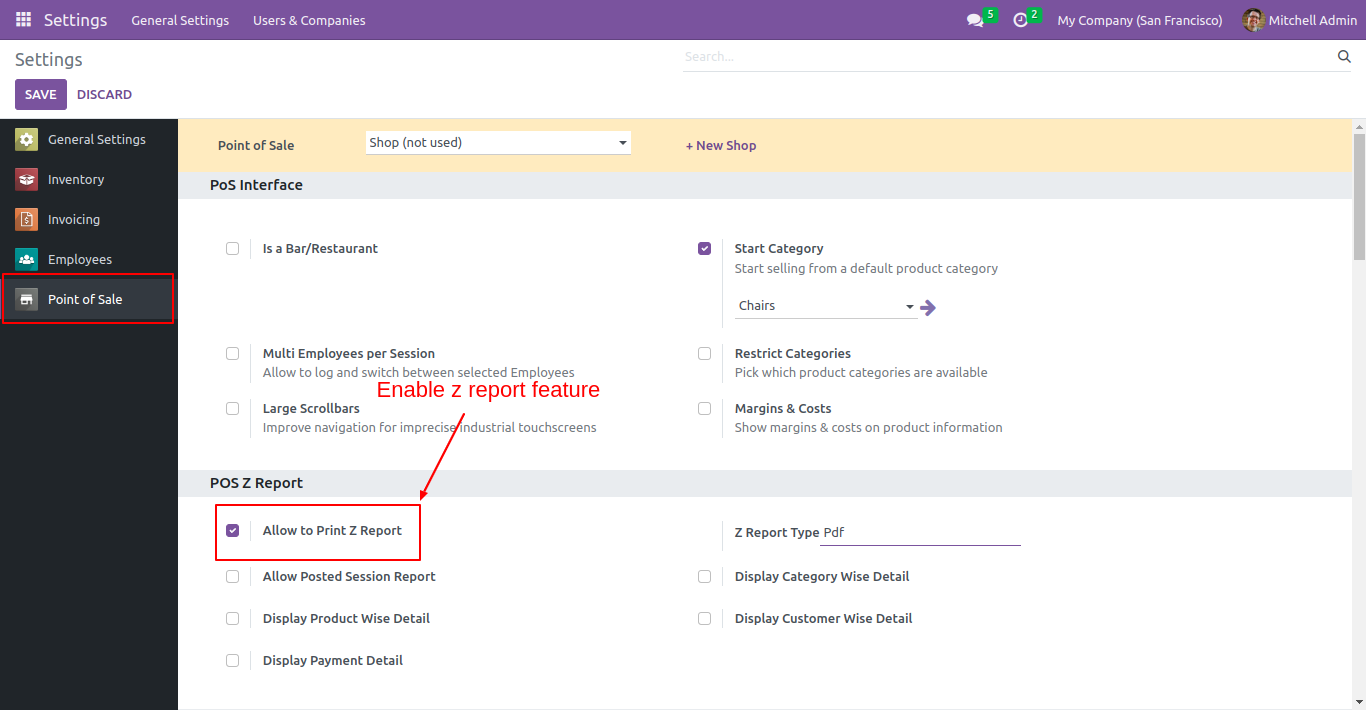 Settings General Settings Users & Companies 5 2 My Company (San Francisco) Mitchell Admin
Settings Search...
SAVE DISCARD
General Settings
Inventory
Invoicing
Employees
Point of Sale
Point of Sale Shop (not used) + New Shop
PoS Interface
Is a Bar/Restaurant Start Category
Start selling from a default product category
Chairs
Multi Employees per Session Restrict Categories
Allow to log and switch between selected Employees Pick which product categories are available
Enable z report feature
Large Scrollbars Margins & Costs
Improve navigation for imprecise industrial touchscreens Show margins & costs on product information
POS Z Report
Allow to Print Z Report Z Report Type Pdf
Allow Posted Session Report Display Category Wise Detail
Display Product Wise Detail Display Customer Wise Detail
Display Payment Detail